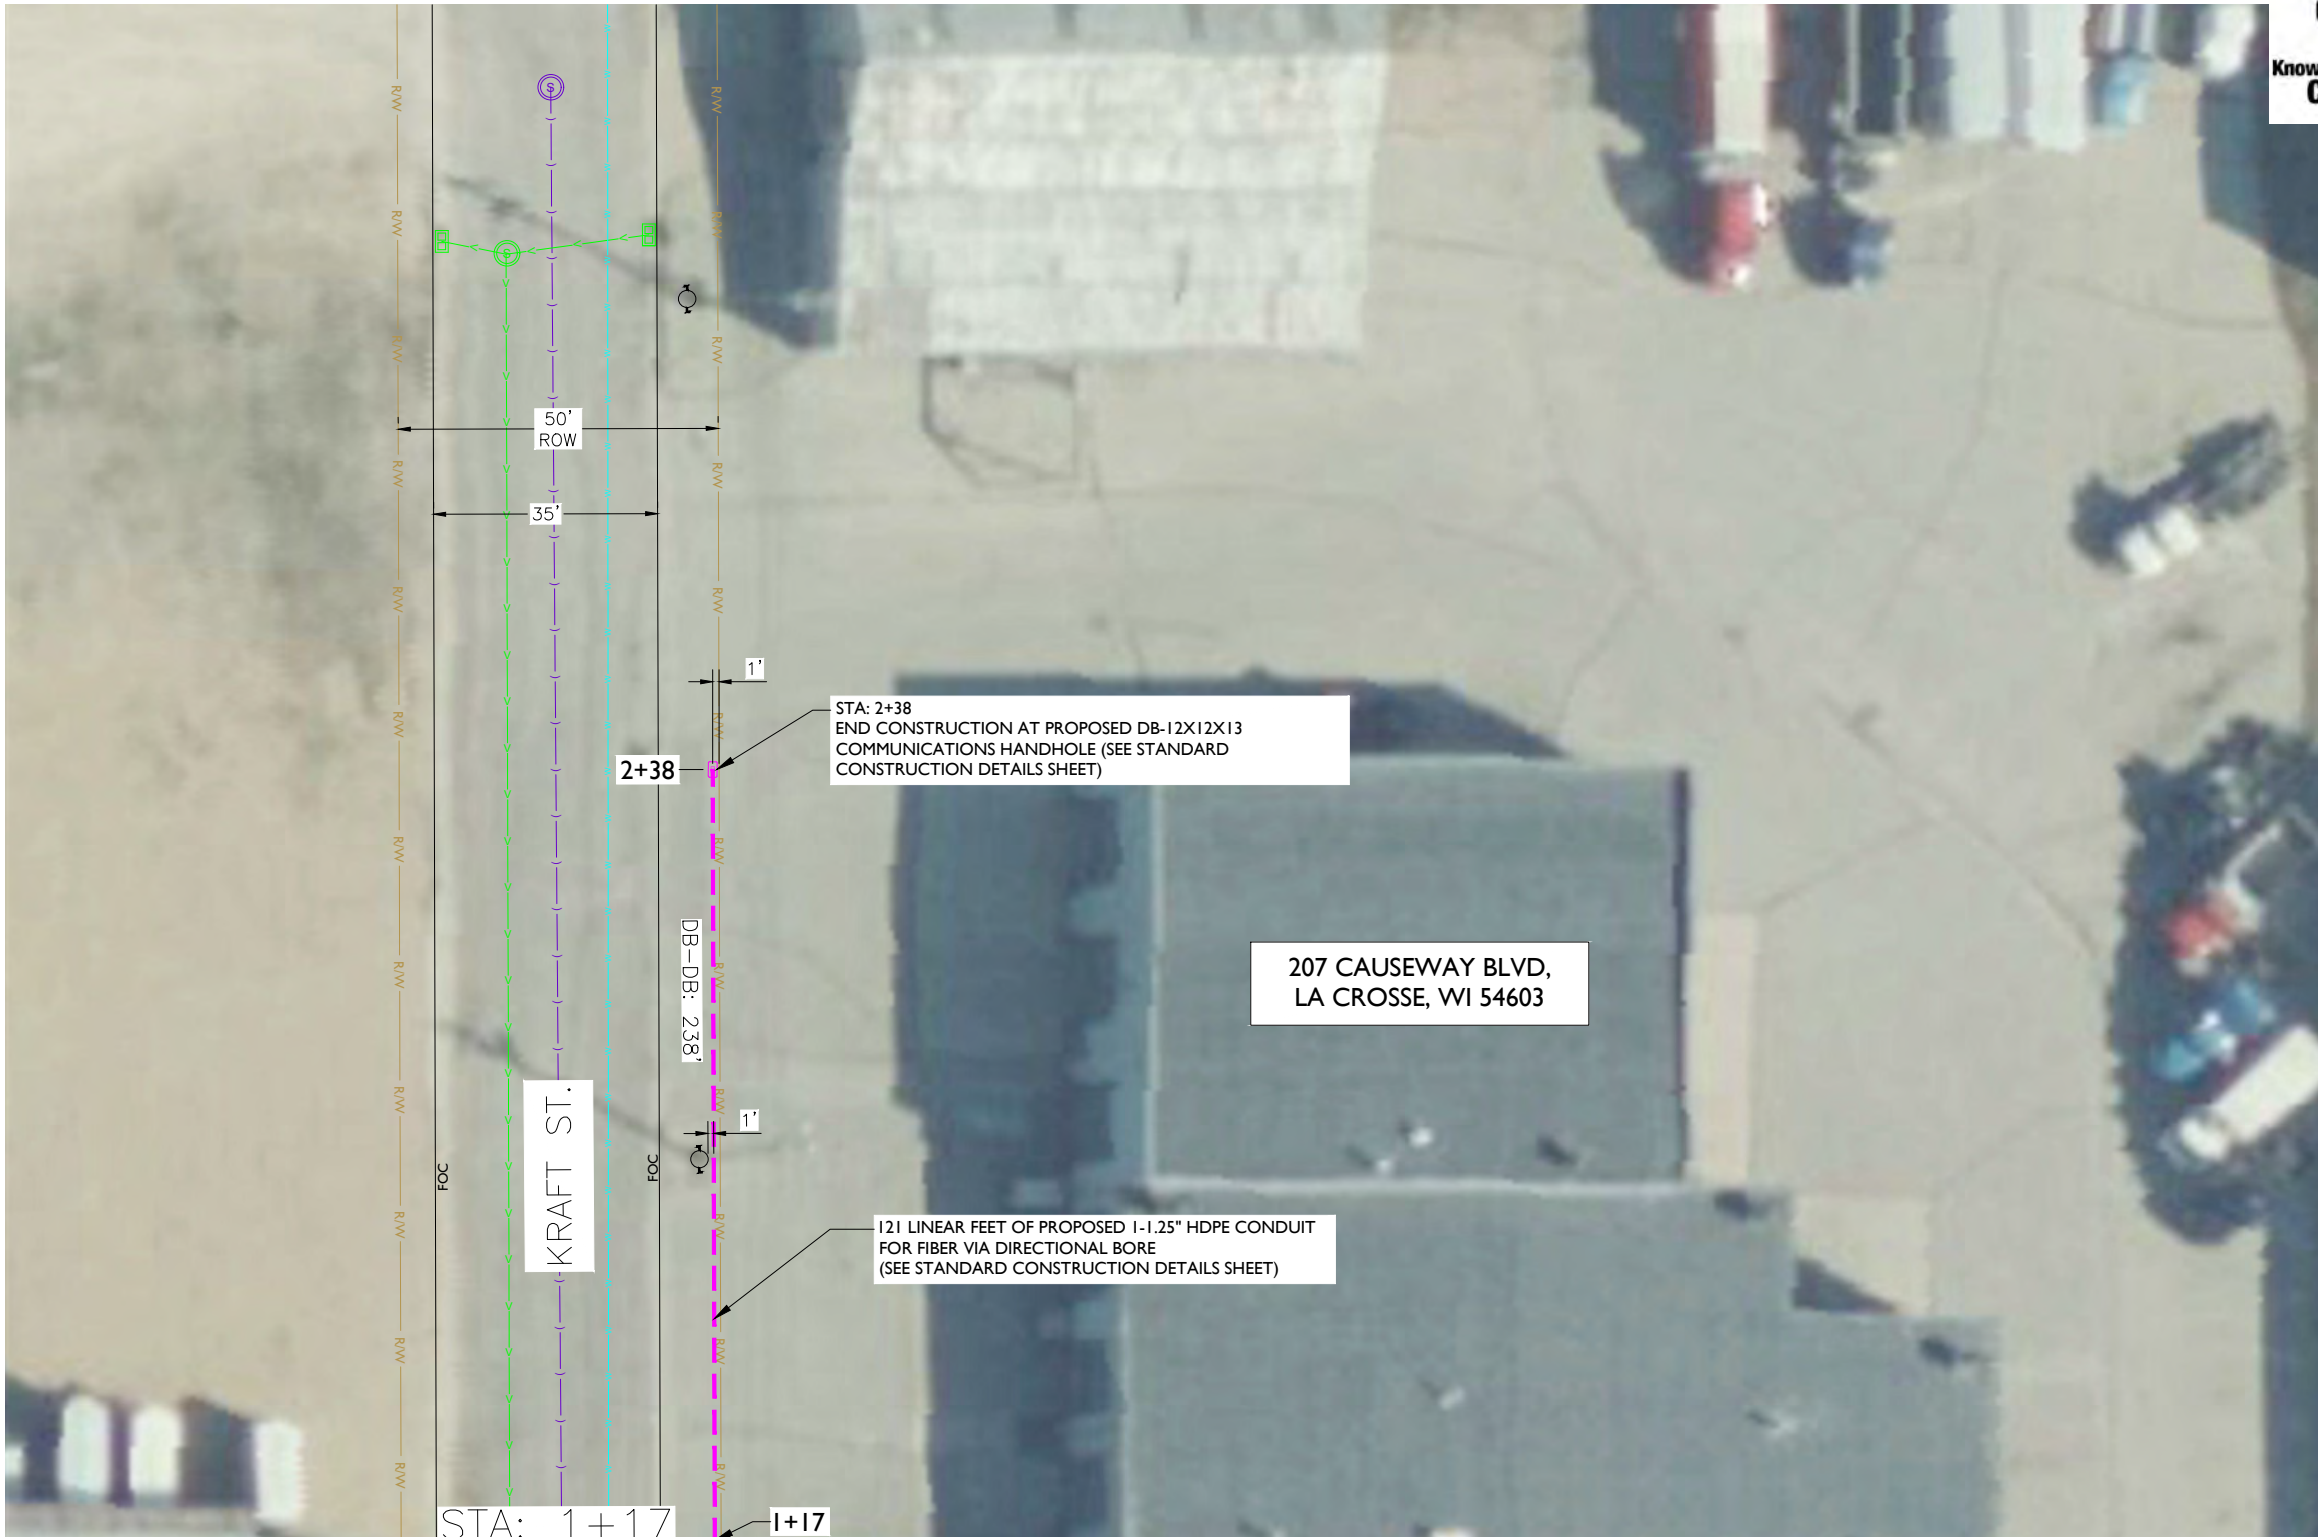 Know
S
S
R/W
R/W
R/W
R/W
R/W
R/W
50'
ROW
R/W
R/W
35'
R/W
R/W
1'
R/W
R/W
STA: 2+38
END CONSTRUCTION AT PROPOSED DB-12X12X13
COMMUNICATIONS HANDHOLE (SEE STANDARD
CONSTRUCTION DETAILS SHEET)
2+38
R/W
R/W
DB-DB: 238'
R/W
R/W
207 CAUSEWAY BLVD,
LA CROSSE, WI 54603
R/W
R/W
1'
KRAFT ST.
FOC
FOC
R/W
R/W
121 LINEAR FEET OF PROPOSED 1-1.25" HDPE CONDUIT
FOR FIBER VIA DIRECTIONAL BORE
(SEE STANDARD CONSTRUCTION DETAILS SHEET)
R/W
R/W
R/W
R/W
STA: 1+17
1+17